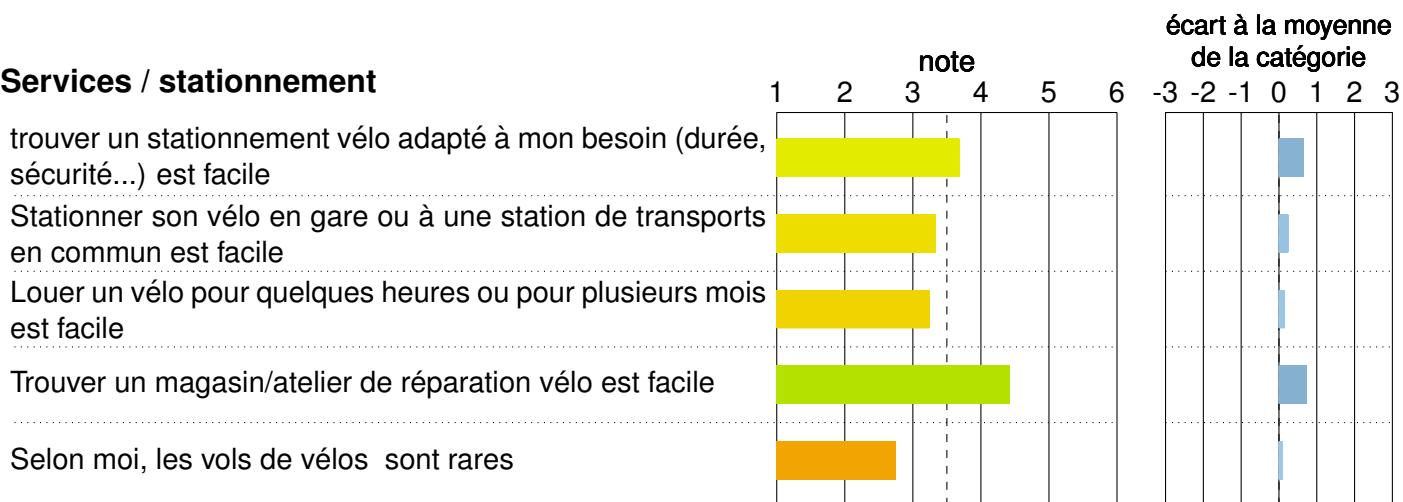 écart à la moyenne
de la catégorie
note
Services / stationnement
1 2 3 4 5 6 -3 -2 -1 0 1 2 3
trouver un stationnement vélo adapté à mon besoin (durée,
sécurité...) est facile
Stationner son vélo en gare ou à une station de transports
en commun est facile
Louer un vélo pour quelques heures ou pour plusieurs mois
est facile
Trouver un magasin/atelier de réparation vélo est facile
Selon moi, les vols de vélos sont rares